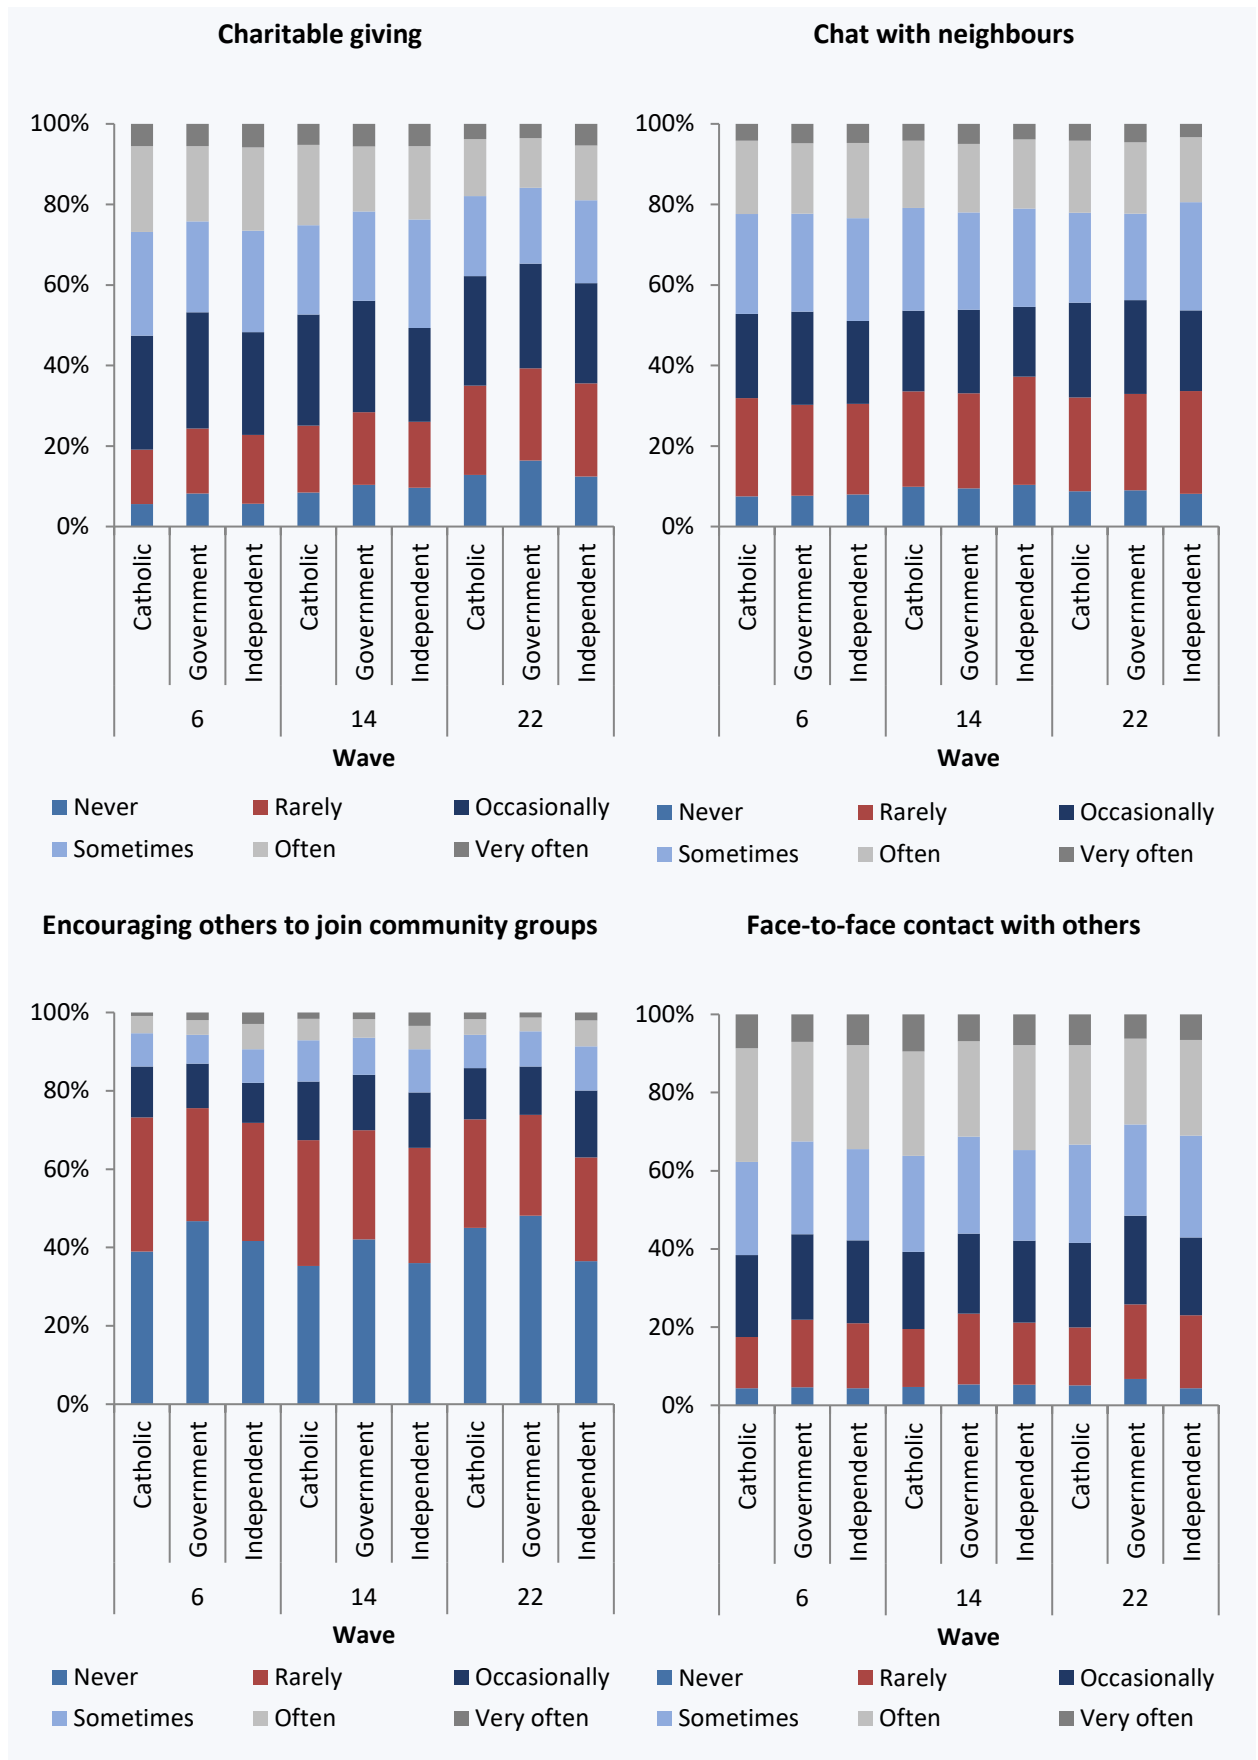 Charitable giving
100%
80%
60%
40%
20%
0%
Catholic
Government
Independent
Catholic
Government
Independent
Catholic
Government
Independent
6
14
22
Wave
Never
Rarely
Occasionally
Sometimes
Often
Very often
Chat with neighbours
100%
80%
60%
40%
20%
0%
Catholic
Government
Independent
Catholic
Government
Independent
Catholic
Government
Independent
6
14
22
Wave
Never
Rarely
Occasionally
Sometimes
Often
Very often
Encouraging others to join community groups
100%
80%
60%
40%
20%
0%
Catholic
Government
Independent
Catholic
Government
Independent
Catholic
Government
Independent
6
14
22
Wave
Never
Rarely
Occasionally
Sometimes
Often
Very often
Face-to-face contact with others
100%
80%
60%
40%
20%
0%
Catholic
Government
Independent
Catholic
Government
Independent
Catholic
Government
Independent
6
14
22
Wave
Never
Rarely
Occasionally
Sometimes
Often
Very often